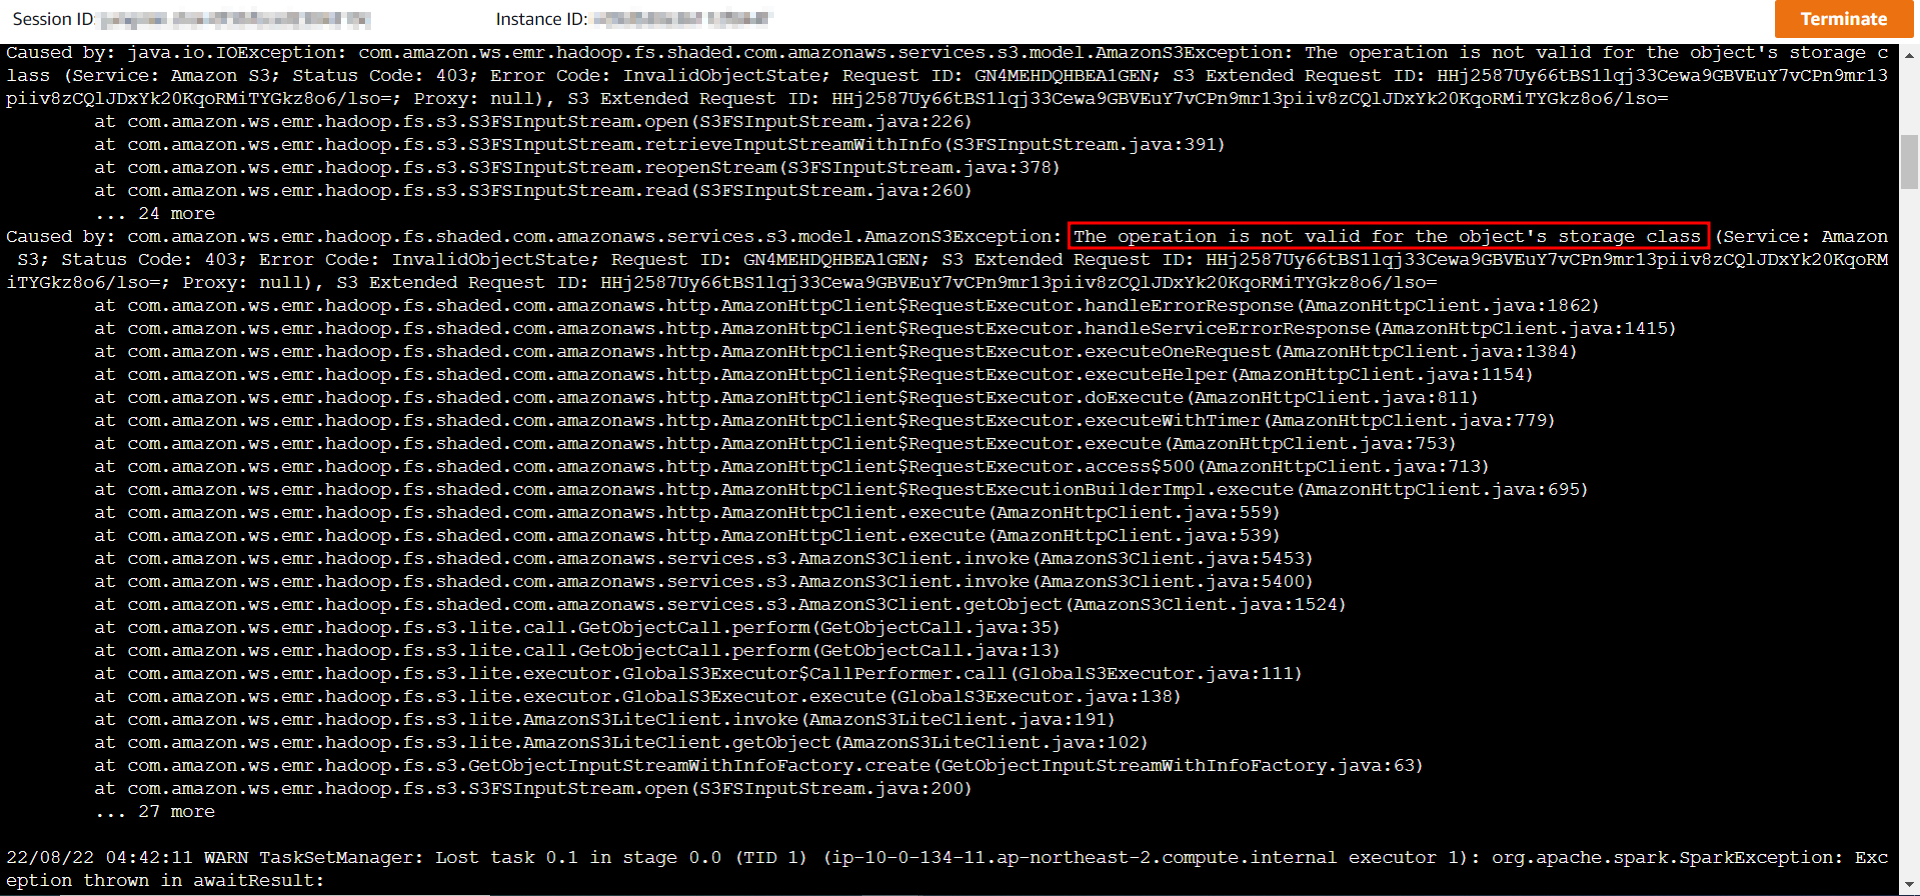 Session ID: Instance ID: Terminate
Caused by: java.io.IOException: com.amazon.ws.emr.hadoop.fs.shaded.com.amazonaws.services.s3.model.AmazonS3Exception: The operation is not valid for the object's storage c
lass (Service: Amazon S3; Status Code: 403; Error Code: InvalidObjectState; Request ID: GN4MEHDQHBEA1GEN; S3 Extended Request ID: HHj2587Uy66tBS1lqj33Cewa9GBVEuY7vCPn9mr13
piiv8zCQlJDxYk20KqoRMiTYGkz8o6/lso=; Proxy: null), S3 Extended Request ID: HHj2587Uy66tBS1lqj33Cewa9GBVEuY7vCPn9mr13piiv8zCQlJDxYk20KqoRMiTYGkz8o6/lso=
at com.amazon.ws.emr.hadoop.fs.s3.S3FSInputStream.open(S3FSInputStream.java:226)
at com.amazon.ws.emr.hadoop.fs.s3.S3FSInputStream.retrieveInputStreamWithInfo(S3FSInputStream.java:391)
at com.amazon.ws.emr.hadoop.fs.s3.S3FSInputStream.reopenStream(S3FSInputStream.java:378)
at com.amazon.ws.emr.hadoop.fs.s3.S3FSInputStream.read(S3FSInputStream.java:260)
... 24 more
Caused by: com.amazon.ws.emr.hadoop.fs.shaded.com.amazonaws.services.s3.model.AmazonS3Exception: The operation is not valid for the object's storage class (Service: Amazon
S3; Status Code: 403; Error Code: InvalidObjectState; Request ID: GN4MEHDQHBEA1GEN; S3 Extended Request ID: HHj2587Uy66tBS1lqj33Cewa9GBVEuY7vCPn9mr13piiv8zCQlJDxYk20KqoRM
iTYGkz8o6/lso=; Proxy: null), S3 Extended Request ID: HHj2587Uy66tBS1lqj33Cewa9GBVEuY7vCPn9mr13piiv8zCQlJDxYk20KqoRMiTYGkz8o6/lso=
at com.amazon.ws.emr.hadoop.fs.shaded.com.amazonaws.http.AmazonHttpClient$RequestExecutor.handleErrorResponse(AmazonHttpClient.java:1862)
at com.amazon.ws.emr.hadoop.fs.shaded.com.amazonaws.http.AmazonHttpClient$RequestExecutor.handleServiceErrorResponse(AmazonHttpClient.java:1415)
at com.amazon.ws.emr.hadoop.fs.shaded.com.amazonaws.http.AmazonHttpClient$RequestExecutor.executeOneRequest(AmazonHttpClient.java:1384)
at com.amazon.ws.emr.hadoop.fs.shaded.com.amazonaws.http.AmazonHttpClient$RequestExecutor.executeHelper(AmazonHttpClient.java:1154)
at com.amazon.ws.emr.hadoop.fs.shaded.com.amazonaws.http.AmazonHttpClient$RequestExecutor.doExecute(AmazonHttpClient.java:811)
at com.amazon.ws.emr.hadoop.fs.shaded.com.amazonaws.http.AmazonHttpClient$RequestExecutor.executeWithTimer(AmazonHttpClient.java:779)
at com.amazon.ws.emr.hadoop.fs.shaded.com.amazonaws.http.AmazonHttpClient$RequestExecutor.execute(AmazonHttpClient.java:753)
at com.amazon.ws.emr.hadoop.fs.shaded.com.amazonaws.http.AmazonHttpClient$RequestExecutor.access$500(AmazonHttpClient.java:713)
at com.amazon.ws.emr.hadoop.fs.shaded.com.amazonaws.http.AmazonHttpClient$RequestExecutionBuilderImpl.execute(AmazonHttpClient.java:695)
at com.amazon.ws.emr.hadoop.fs.shaded.com.amazonaws.http.AmazonHttpClient.execute(AmazonHttpClient.java:559)
at com.amazon.ws.emr.hadoop.fs.shaded.com.amazonaws.http.AmazonHttpClient.execute(AmazonHttpClient.java:539)
at com.amazon.ws.emr.hadoop.fs.shaded.com.amazonaws.services.s3.AmazonS3Client.invoke(AmazonS3Client.java:5453)
at com.amazon.ws.emr.hadoop.fs.shaded.com.amazonaws.services.s3.AmazonS3Client.invoke(AmazonS3Client.java:5400)
at com.amazon.ws.emr.hadoop.fs.shaded.com.amazonaws.services.s3.AmazonS3Client.getObject(AmazonS3Client.java:1524)
at com.amazon.ws.emr.hadoop.fs.s3.lite.call.GetObjectCall.perform(GetObjectCall.java:35)
at com.amazon.ws.emr.hadoop.fs.s3.lite.call.GetObjectCall.perform(GetObjectCall.java:13)
at com.amazon.ws.emr.hadoop.fs.s3.lite.executor.GlobalS3Executor$CallPerformer.call(GlobalS3Executor.java:111)
at com.amazon.ws.emr.hadoop.fs.s3.lite.executor.GlobalS3Executor.execute(GlobalS3Executor.java:138)
at com.amazon.ws.emr.hadoop.fs.s3.lite.AmazonS3LiteClient.invoke(AmazonS3LiteClient.java:191)
at com.amazon.ws.emr.hadoop.fs.s3.lite.AmazonS3LiteClient.getObject(AmazonS3LiteClient.java:102)
at com.amazon.ws.emr.hadoop.fs.s3.GetObjectInputStreamWithInfoFactory.create(GetObjectInputStreamWithInfoFactory.java:63)
at com.amazon.ws.emr.hadoop.fs.s3.S3FSInputStream.open(S3FSInputStream.java:200)
... 27 more
22/08/22 04:42:11 WARN TaskSetManager: Lost task 0.1 in stage 0.0 (TID 1) (ip-10-0-134-11.ap-northeast-2.compute.internal executor 1): org.apache.spark.SparkException: Exc
eption thrown in awaitResult: